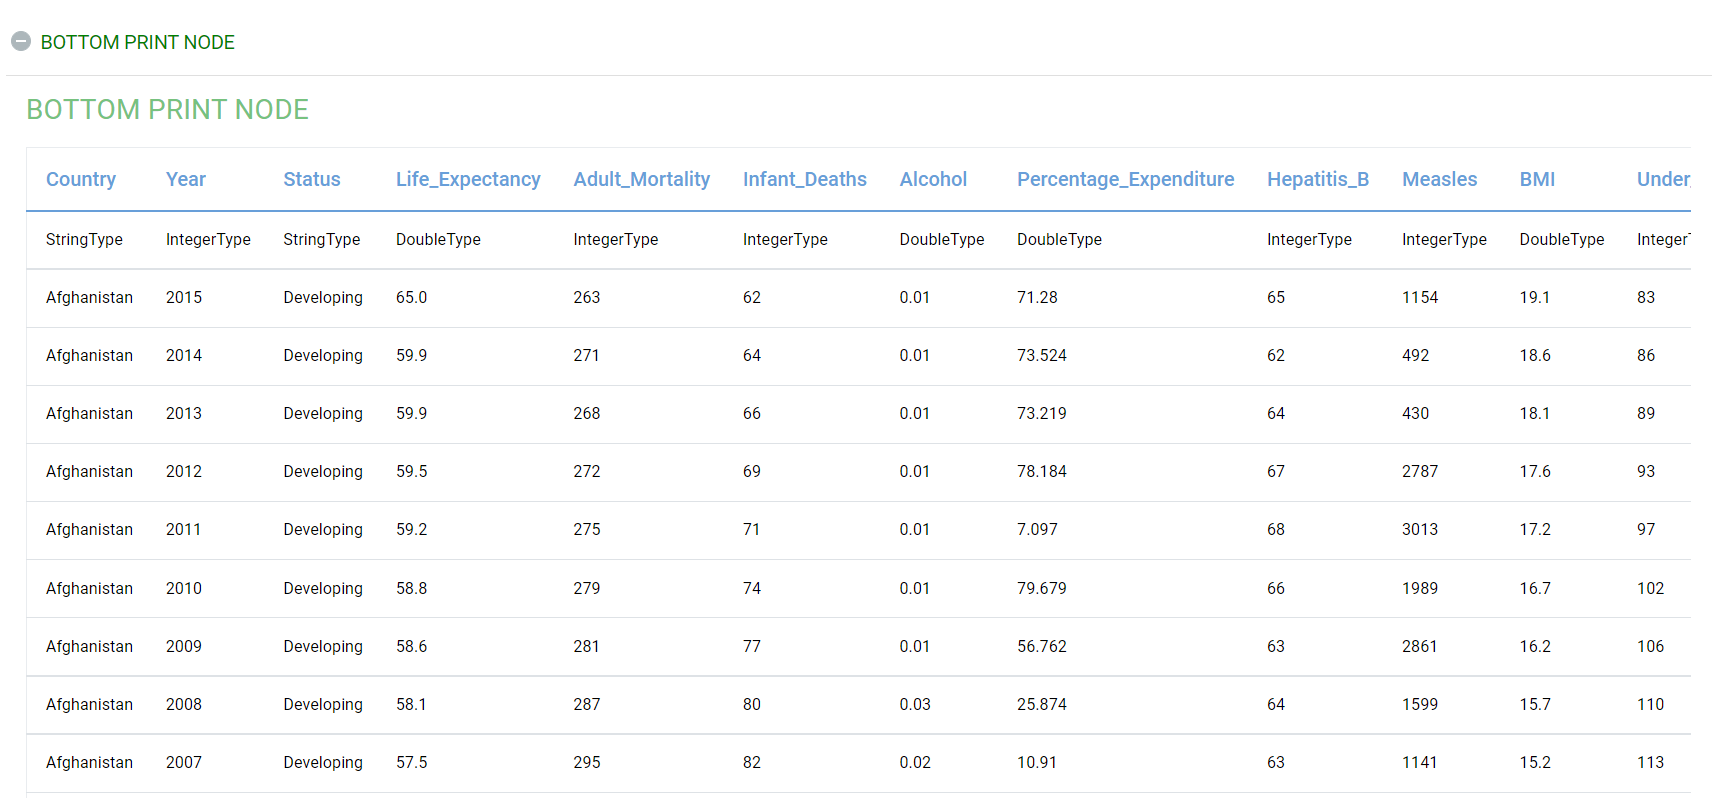 BOTTOM PRINT NODE
BOTTOM PRINT NODE
Country Year Status Life_Expectancy Adult_Mortality Infant_Deaths Alcohol Percentage_Expenditure Hepatitis_B Measles BMI Under_
StringType IntegerType StringType DoubleType IntegerType IntegerType DoubleType DoubleType IntegerType IntegerType DoubleType Integer
Afghanistan 2015 Developing 65.0 263 62 0.01 71.28 65 1154 19.1 83
Afghanistan 2014 Developing 59.9 271 64 0.01 73.524 62 492 18.6 86
Afghanistan 2013 Developing 59.9 268 66 0.01 73.219 64 430 18.1 89
Afghanistan 2012 Developing 59.5 272 69 0.01 78.184 67 2787 17.6 93
Afghanistan 2011 Developing 59.2 275 71 0.01 7.097 68 3013 17.2 97
Afghanistan 2010 Developing 58.8 279 74 0.01 79.679 66 1989 16.7 102
Afghanistan 2009 Developing 58.6 281 77 0.01 56.762 63 2861 16.2 106
Afghanistan 2008 Developing 58.1 287 80 0.03 25.874 64 1599 15.7 110
Afghanistan 2007 Developing 57.5 295 82 0.02 10.91 63 1141 15.2 113